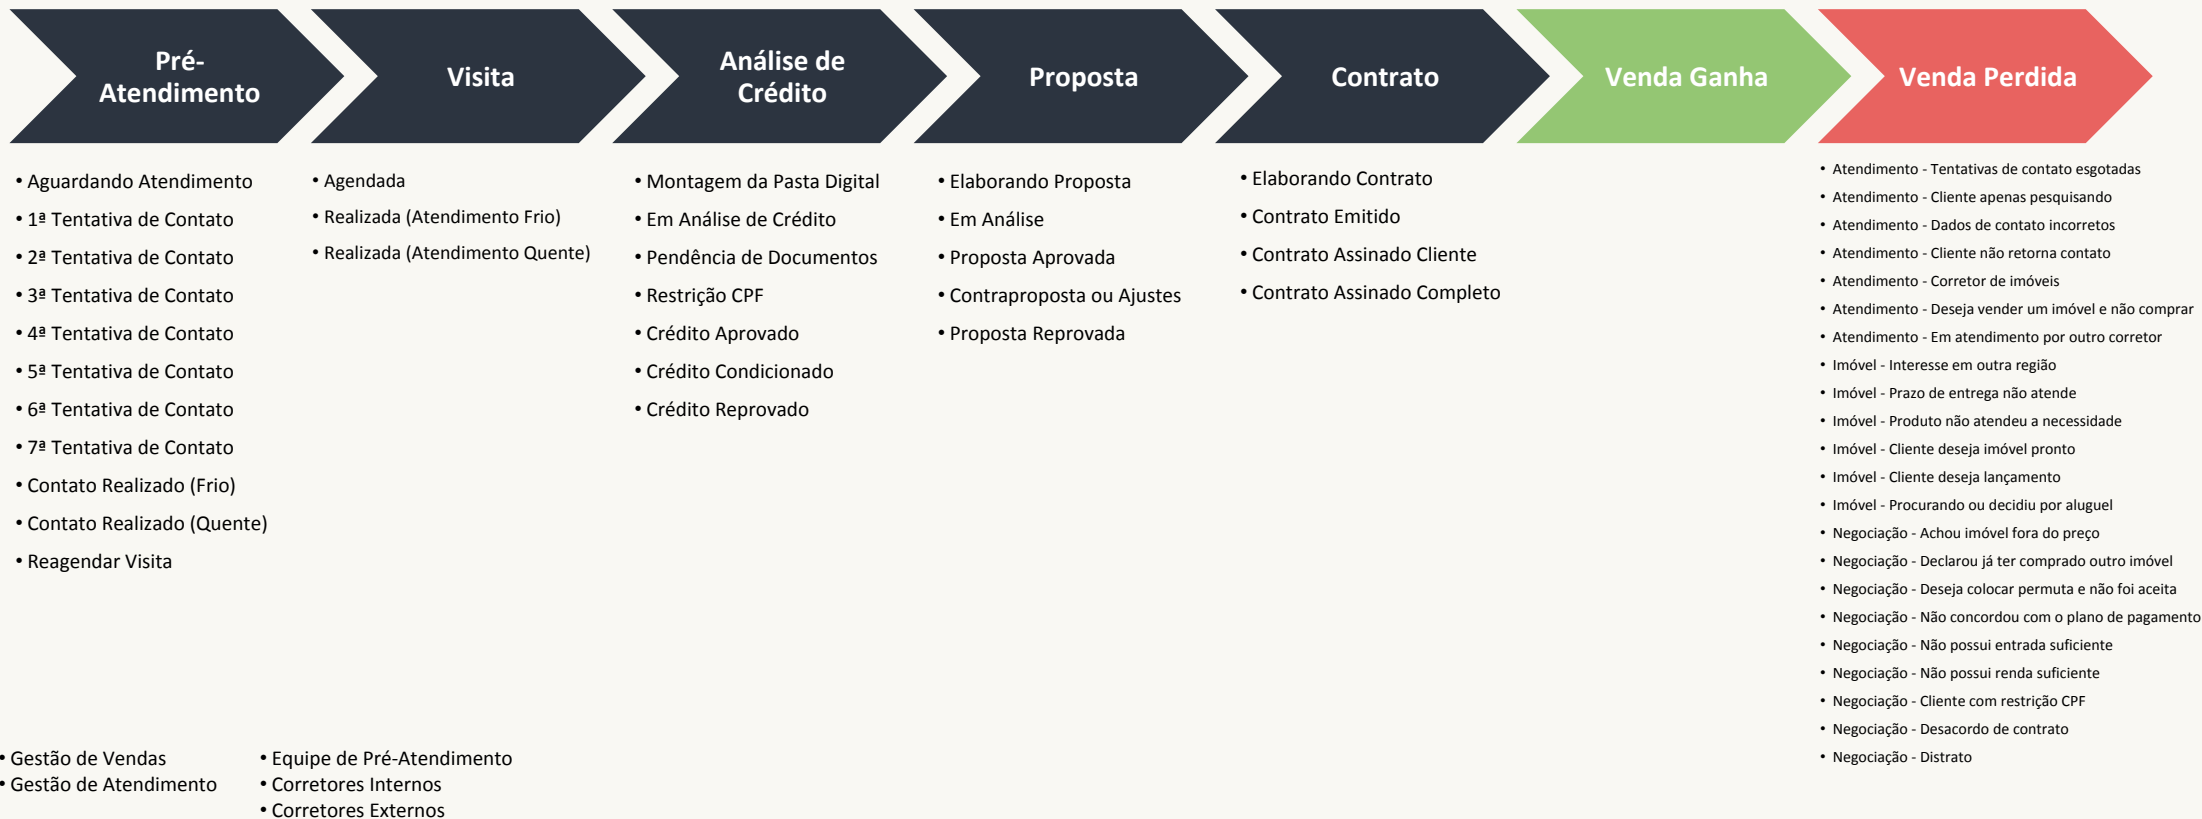 Pré-
Atendimento
Visita
Análise de
Crédito
Proposta
Contrato
Venda Ganha
Venda Perdida
• Aguardando Atendimento
• 1ª Tentativa de Contato
• 2ª Tentativa de Contato
• 3ª Tentativa de Contato
• 4ª Tentativa de Contato
• 5ª Tentativa de Contato
• 6ª Tentativa de Contato
• 7ª Tentativa de Contato
• Contato Realizado (Frio)
• Contato Realizado (Quente)
• Reagendar Visita
• Agendada
• Realizada (Atendimento Frio)
• Realizada (Atendimento Quente)
• Montagem da Pasta Digital
• Em Análise de Crédito
• Pendência de Documentos
• Restrição CPF
• Crédito Aprovado
• Crédito Condicionado
• Crédito Reprovado
• Elaborando Proposta
• Em Análise
• Proposta Aprovada
• Contraproposta ou Ajustes
• Proposta Reprovada
• Elaborando Contrato
• Contrato Emitido
• Contrato Assinado Cliente
• Contrato Assinado Completo
• Atendimento - Tentativas de contato esgotadas
• Atendimento - Cliente apenas pesquisando
• Atendimento - Dados de contato incorretos
• Atendimento - Cliente não retorna contato
• Atendimento - Corretor de imóveis
• Atendimento - Deseja vender um imóvel e não comprar
• Atendimento - Em atendimento por outro corretor
• Imóvel - Interesse em outra região
• Imóvel - Prazo de entrega não atende
• Imóvel - Produto não atendeu a necessidade
• Imóvel - Cliente deseja imóvel pronto
• Imóvel - Cliente deseja lançamento
• Imóvel - Procurando ou decidiu por aluguel
• Negociação - Achou imóvel fora do preço
• Negociação - Declarou já ter comprado outro imóvel
• Negociação - Deseja colocar permuta e não foi aceita
• Negociação - Não concordou com o plano de pagamento
• Negociação - Não possui entrada suficiente
• Negociação - Não possui renda suficiente
• Negociação - Cliente com restrição CPF
• Negociação - Desacordo de contrato
• Negociação - Distrato
• Gestão de Vendas
• Gestão de Atendimento
• Equipe de Pré-Atendimento
• Corretores Internos
• Corretores Externos